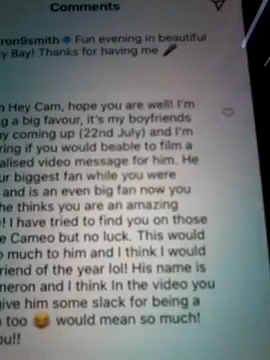 Comments
ron9smith Fun evening in beautiful
y Bay! Thanks for having me 🎤
n Hey Cam, hope you are well! I'm
g a big favour, it's my boyfriends
ay coming up (22nd July) and I'm
ring if you would beable to film a
alised video message for him. He
ur biggest fan while you were
and is an even big fan now you
he thinks you are an amazing
! I have tried to find you on those
e Cameo but no luck. This would
o much to him and I think I would
riend of the year lol! His name is
meron and I think In the video you
give him some slack for being a
too 😂 would mean so much!
ou!!